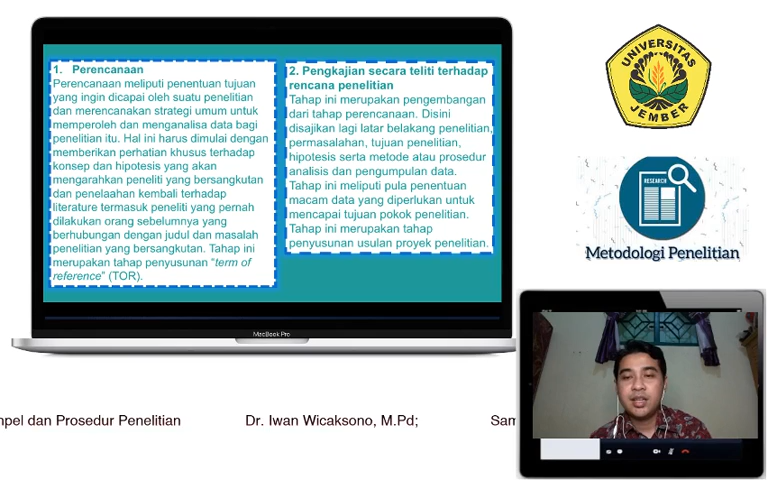 1. Perencanaan
Perencanaan meliputi penentuan tujuan
yang ingin dicapai oleh suatu penelitian
dan merencanakan strategi umum untuk
memperoleh dan menganalisa data bagi
penelitian itu. Hal ini harus dimulai dengan
memberikan perhatian khusus terhadap
konsep dan hipotesis yang akan
mengarahkan peneliti yang bersangkutan
dan penelaahan kembali terhadap
literature termasuk peneliti yang pernah
dilakukan orang sebelumnya yang
berhubungan dengan judul dan masalah
penelitian yang bersangkutan. Tahap ini
merupakan tahap penyusunan "term of
reference" (TOR).
2. Pengkajian secara teliti terhadap
rencana penelitian
Tahap ini merupakan pengembangan
dari tahap perencanaan. Disini
disajikan lagi latar belakang penelitian,
permasalahan, tujuan penelitian,
hipotesis serta metode atau prosedur
analisis dan pengumpulan data.
Tahap ini meliputi pula penentuan
macam data yang diperlukan untuk
mencapai tujuan pokok penelitian.
Tahap ini merupakan tahap
penyusunan usulan proyek penelitian.
MacBook Pro
UNIVERSITAS
JEMBER
RESEARCH
Metodologi Penelitian
mpel dan Prosedur Penelitian Dr. Iwan Wicaksono, M.Pd; Sam